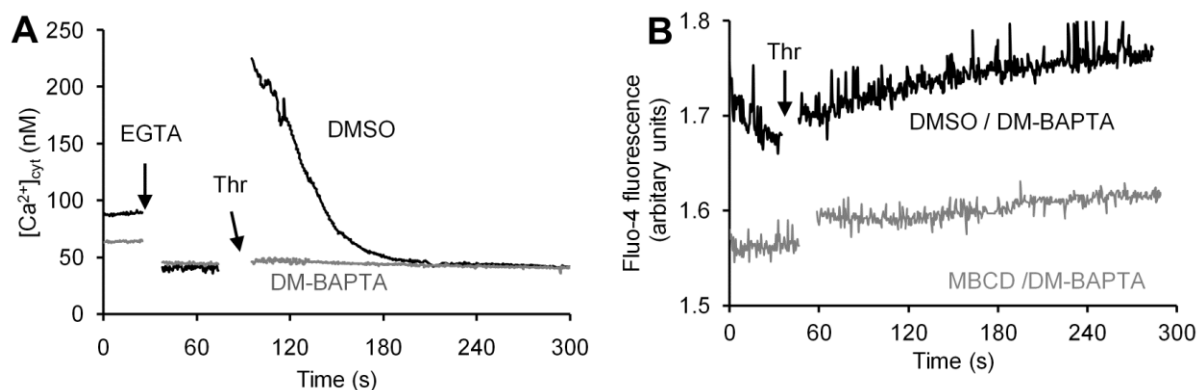 A
250
200
150
100
50
0
[Ca²⁺]cyt (nM)
EGTA
Thr
DMSO
DM-BAPTA
0 60 120 180 240 300
Time (s)
B
1.8
1.7
1.6
1.5
Fluo-4 fluorescence
(arbitary units)
Thr
DMSO / DM-BAPTA
MBCD /DM-BAPTA
0 60 120 180 240 300
Time (s)